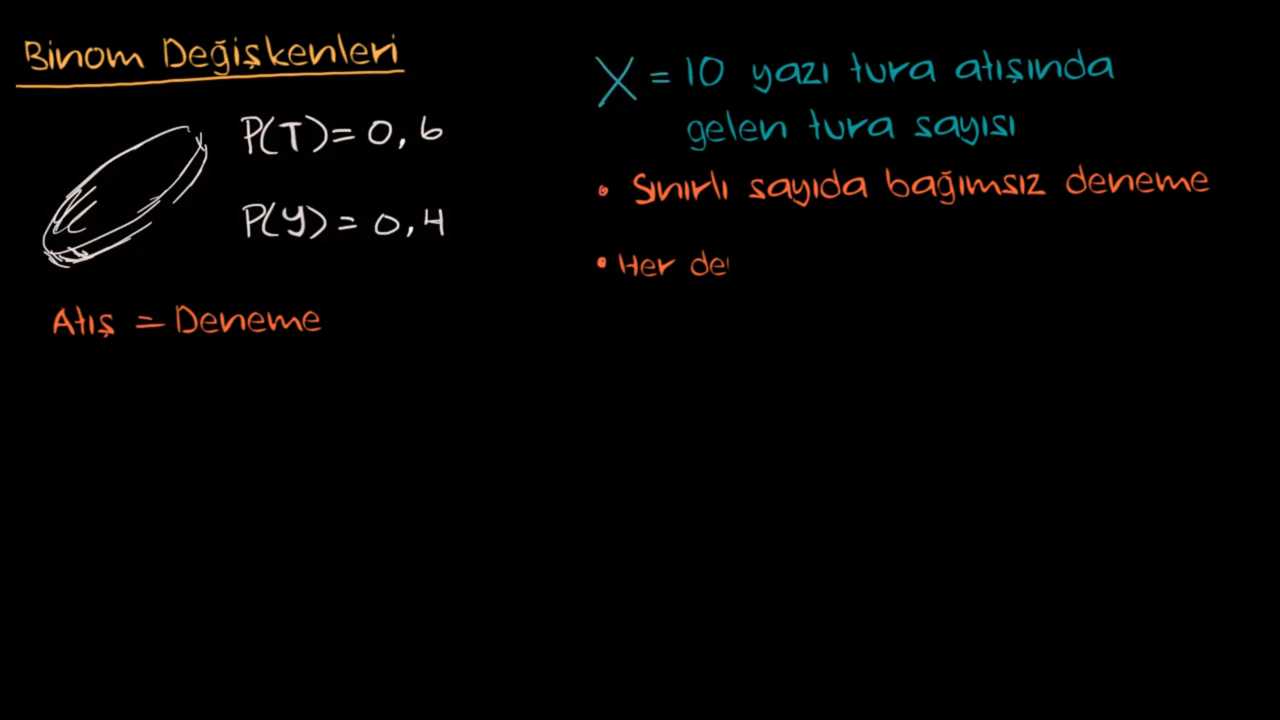 Binom Değişkenleri
P(T)= 0,6
P(Y) = 0,4
Atış = Deneme
X = 10 yazı tura atışında
gelen tura sayısı
• Sınırlı sayıda bağımsız deneme
• Her de